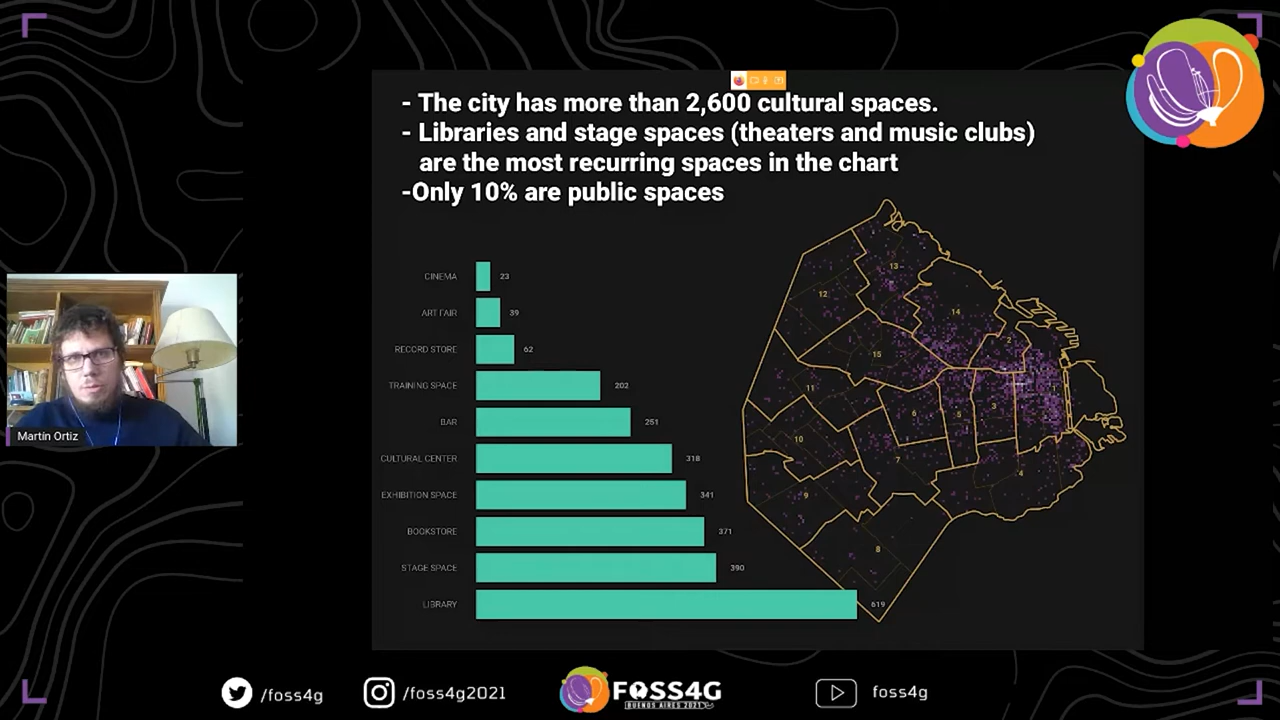 - The city has more than 2,600 cultural spaces.
- Libraries and stage spaces (theaters and music clubs)
are the most recurring spaces in the chart
-Only 10% are public spaces
CINEMA 23
ART FAIR 39
RECORD STORE 62
TRAINING SPACE 202
BAR 251
CULTURAL CENTER 318
EXHIBITION SPACE 341
BOOKSTORE 371
STAGE SPACE 390
LIBRARY 619
13
12
14
2
15
11
1
6
5
3
10
7
4
9
8
Martín Ortiz
/foss4g
/foss4g2021
FOSS4G
BUENOS AIRES 2021
foss4g